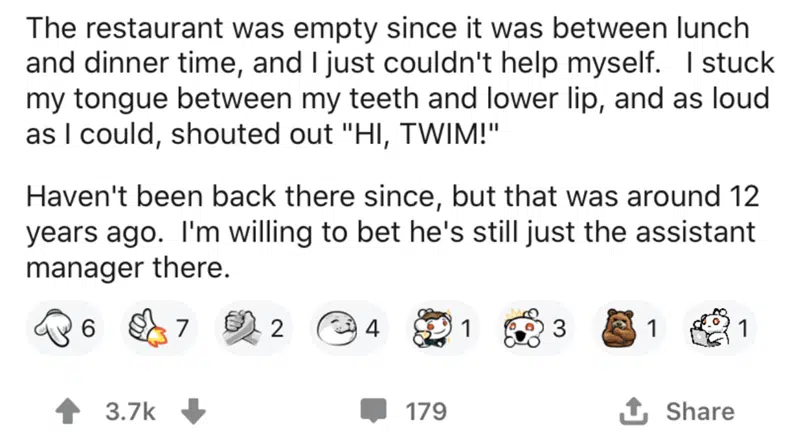 The restaurant was empty since it was between lunch
and dinner time, and I just couldn't help myself.   I stuck
my tongue between my teeth and lower lip, and as loud
as I could, shouted out "HI, TWIM!"
Haven't been back there since, but that was around 12
years ago.  I'm willing to bet he's still just the assistant
manager there.
6 7 2 4 1 3 1 1
3.7k 179 Share